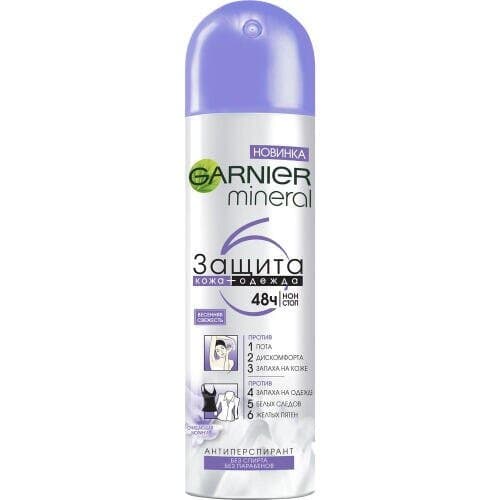 НОВИНКА
GARNIER
mineral
6
Защита
кожа+одежда
48ч НОН
СТОП
ВЕСЕННЯЯ
СВЕЖЕСТЬ
ПРОТИВ
1 ПОТА
2 ДИСКОМФОРТА
3 ЗАПАХА НА КОЖЕ
ПРОТИВ
4 ЗАПАХА НА ОДЕЖДЕ
5 БЕЛЫХ СЛЕДОВ
6 ЖЕЛТЫХ ПЯТЕН
АНТИПЕРСПИРАНТ
БЕЗ СПИРТА
БЕЗ ПАРАБЕНОВ